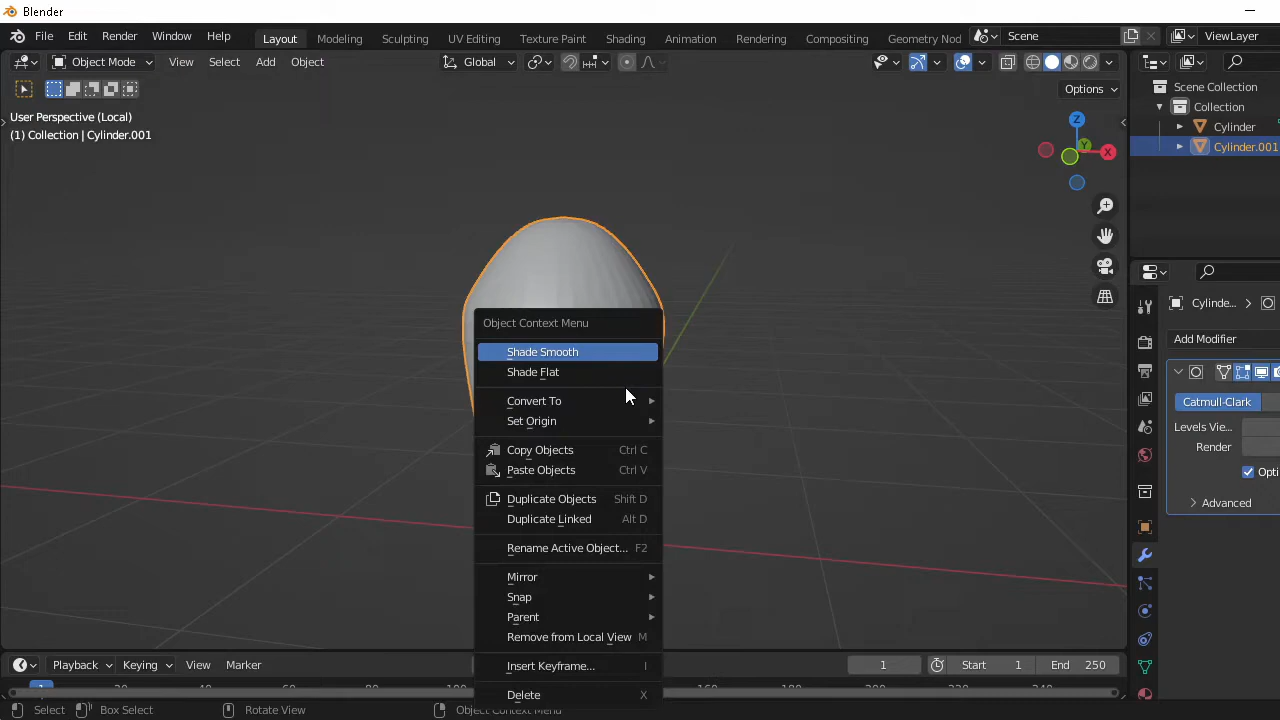 Blender
File Edit Render Window Help Layout Modeling Sculpting UV Editing Texture Paint Shading Animation Rendering Compositing Geometry Nod Scene ViewLayer
Object Mode View Select Add Object Global
Options
User Perspective (Local)
(1) Collection | Cylinder.001
Z
Y
X
Scene Collection
Collection
Cylinder
Cylinder.001
Cylinde...
Add Modifier
Catmull-Clark
Levels Vie...
Render
Opti
Advanced
Object Context Menu
Shade Smooth
Shade Flat
Convert To
Set Origin
Copy Objects Ctrl C
Paste Objects Ctrl V
Duplicate Objects Shift D
Duplicate Linked Alt D
Rename Active Object... F2
Mirror
Snap
Parent
Remove from Local View M
Insert Keyframe... I
Delete X
Playback Keying View Marker 1 Start 1 End 250
1 20 160
Select Box Select Rotate View Object Context Menu